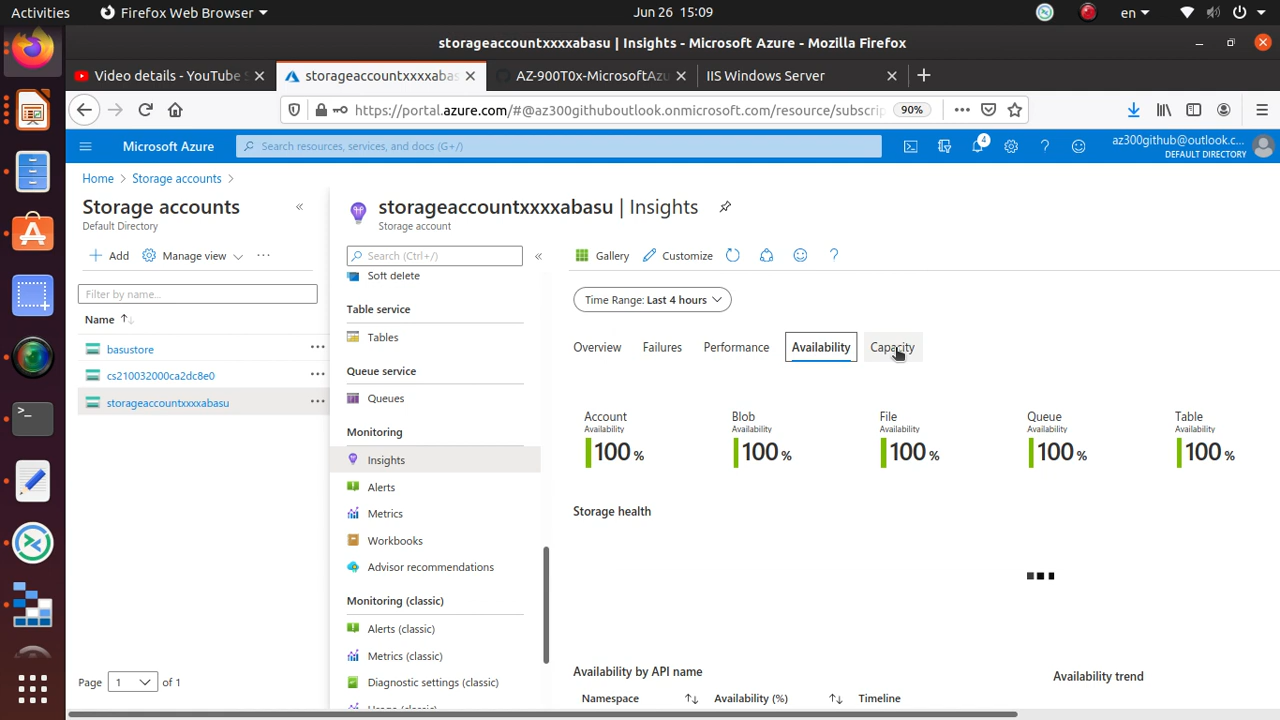 Activities
Firefox Web Browser
Jun 26 15:09
en
storageaccountxxxxabasu | Insights - Microsoft Azure - Mozilla Firefox
Video details - YouTube S
storageaccountxxxxabas
AZ-900T0x-MicrosoftAzu
IIS Windows Server
https://portal.azure.com/#@az300githuboutlook.onmicrosoft.com/resource/subscrip
90%
Microsoft Azure
Search resources, services, and docs (G+/)
4
az300github@outlook.c...
DEFAULT DIRECTORY
Home
Storage accounts
Storage accounts
Default Directory
Add
Manage view
Filter by name...
Name
basustore
cs210032000ca2dc8e0
storageaccountxxxxabasu
Page
1
of 1
storageaccountxxxxabasu | Insights
Storage account
Search (Ctrl+/)
Soft delete
Table service
Tables
Queue service
Queues
Monitoring
Insights
Alerts
Metrics
Workbooks
Advisor recommendations
Monitoring (classic)
Alerts (classic)
Metrics (classic)
Diagnostic settings (classic)
Usage (classic)
Gallery
Customize
Time Range: Last 4 hours
Overview
Failures
Performance
Availability
Capacity
Account
Availability
100 %
Blob
Availability
100 %
File
Availability
100 %
Queue
Availability
100 %
Table
Availability
100 %
Storage health
Availability by API name
Availability trend
Namespace
Availability (%)
Timeline